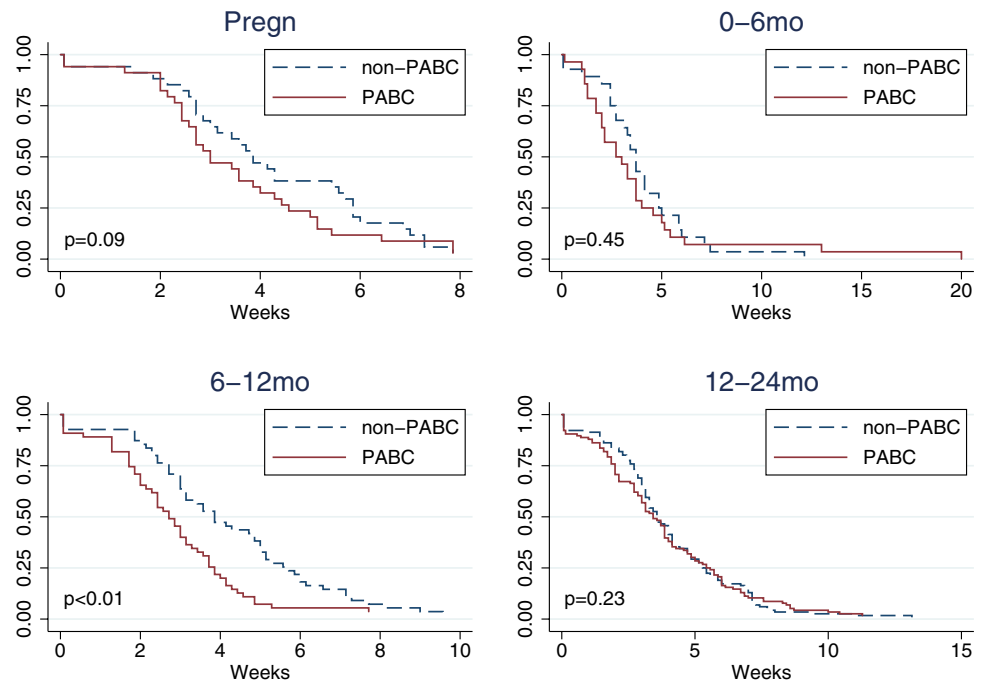 Pregn
1.00
0.75
0.50
0.25
0.00
non−PABC
PABC
p=0.09
0 2 4 6 8
Weeks
0−6mo
1.00
0.75
0.50
0.25
0.00
non−PABC
PABC
p=0.45
0 5 10 15 20
Weeks
6−12mo
1.00
0.75
0.50
0.25
0.00
non−PABC
PABC
p<0.01
0 2 4 6 8 10
Weeks
12−24mo
1.00
0.75
0.50
0.25
0.00
non−PABC
PABC
p=0.23
0 5 10 15
Weeks